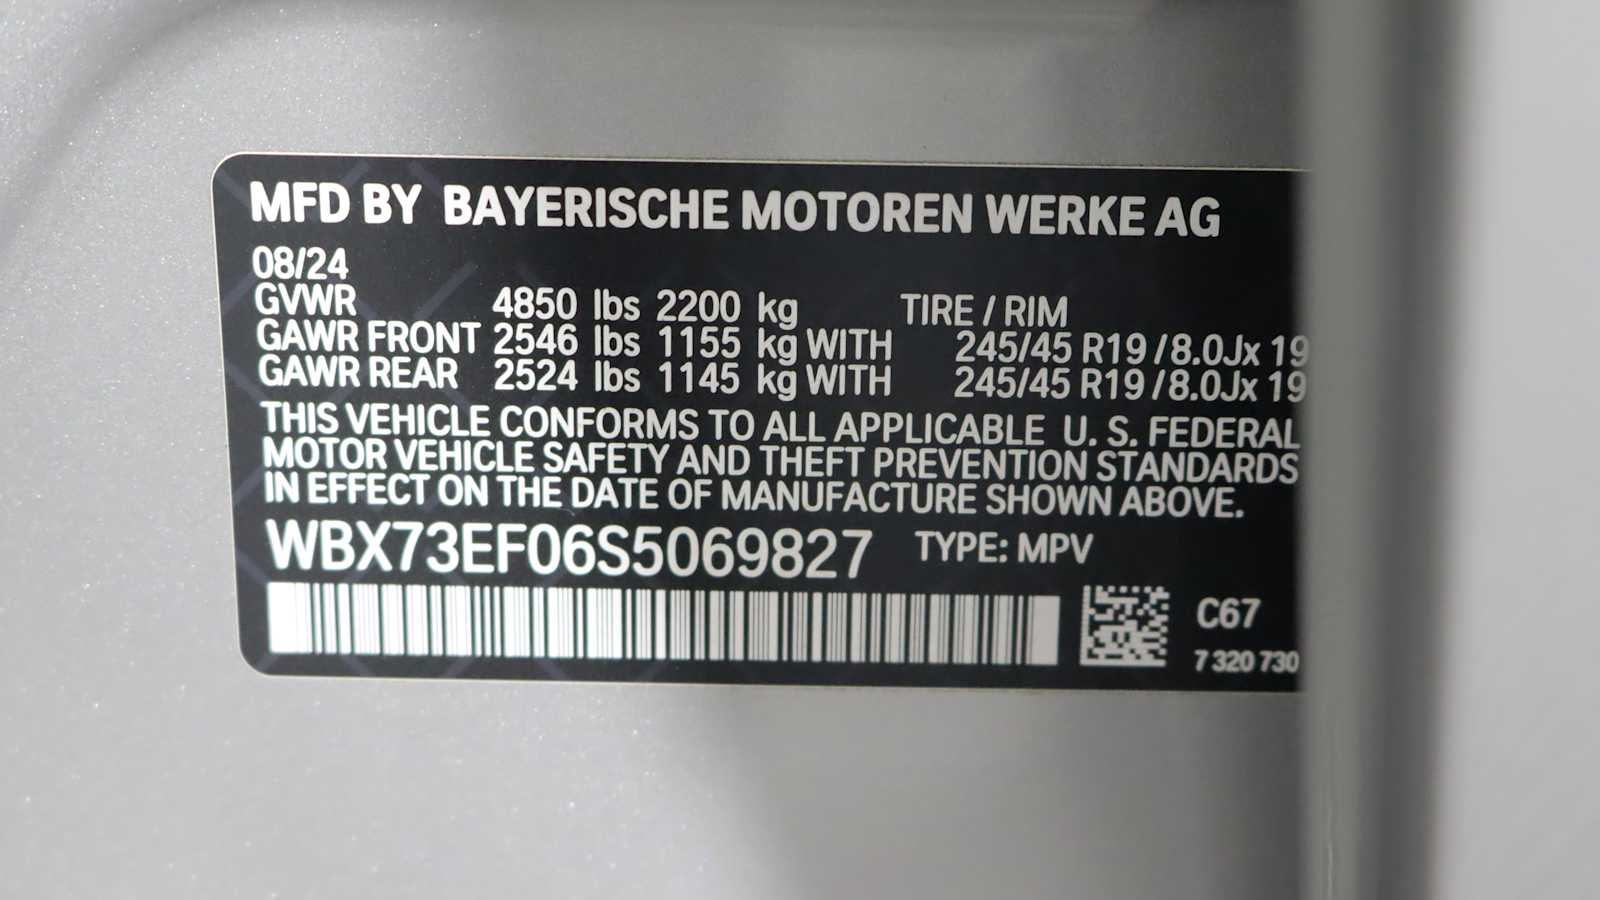 MFD BY BAYERISCHE MOTOREN WERKE AG
08/24
GVWR 4850 lbs 2200 kg TIRE / RIM
GAWR FRONT 2546 lbs 1155 kg WITH 245/45 R19 / 8.0Jx 19
GAWR REAR 2524 lbs 1145 kg WITH 245/45 R19 / 8.0Jx 19
THIS VEHICLE CONFORMS TO ALL APPLICABLE U. S. FEDERAL
MOTOR VEHICLE SAFETY AND THEFT PREVENTION STANDARDS
IN EFFECT ON THE DATE OF MANUFACTURE SHOWN ABOVE.
WBX73EF06S5069827 TYPE: MPV
C67
7 320 730